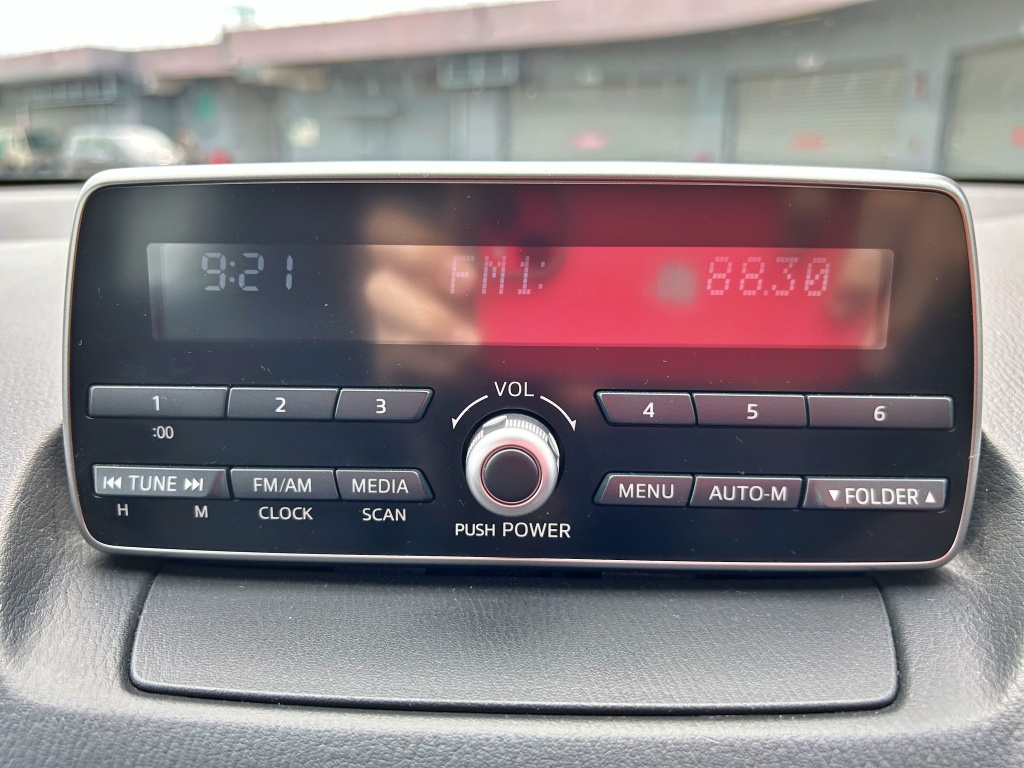 9:21 FM1: 88.30
VOL
1 2 3 4 5 6
:00
⏮ TUNE ⏭ FM/AM MEDIA MENU AUTO-M ▼FOLDER▲
H M CLOCK SCAN
PUSH POWER